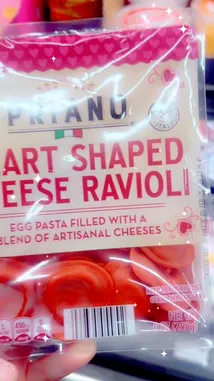 PRIANO
ART SHAPED
EESE RAVIOLI
EGG PASTA FILLED WITH A
BLEND OF ARTISANAL CHEESES